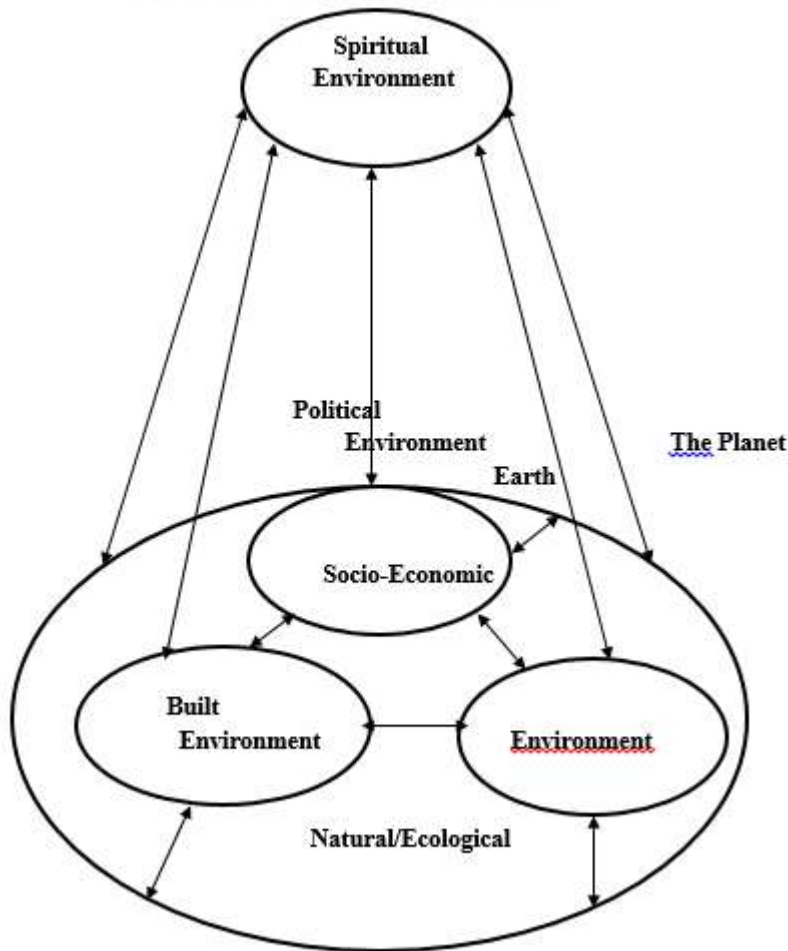 Spiritual
Environment
Political
Environment
The Planet
Earth
Socio-Economic
Built
Environment
Environment
Natural/Ecological